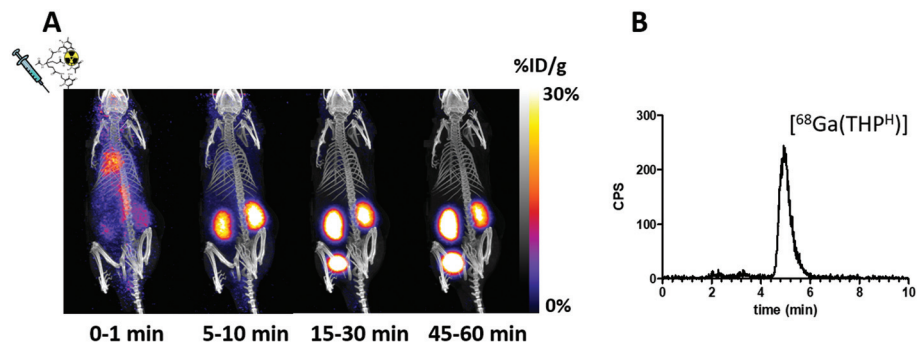 A
%ID/g
30%
0%
0-1 min
5-10 min
15-30 min
45-60 min
B
[⁶⁸Ga(THPᴴ)]
CPS
300
200
100
0
0 2 4 6 8 10
time (min)